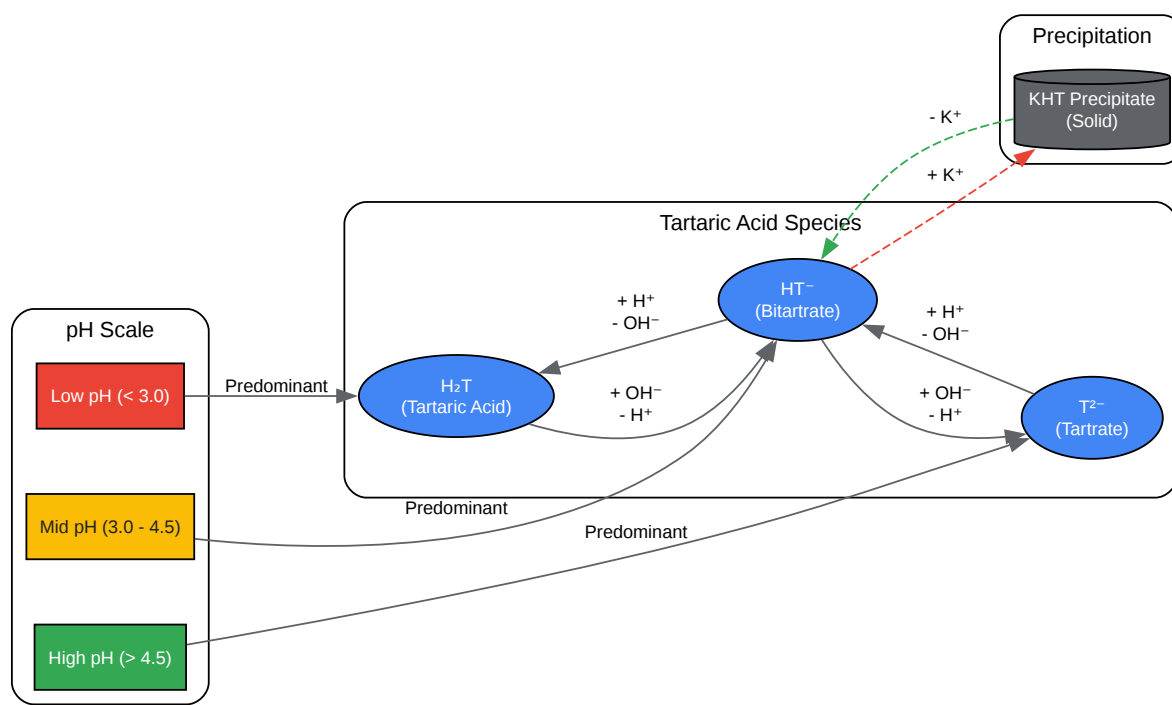 Precipitation
KHT Precipitate
(Solid)
- K⁺
+ K⁺
Tartaric Acid Species
HT⁻
(Bitartrate)
+ H⁺
- OH⁻
+ H⁺
- OH⁻
pH Scale
Low pH (< 3.0)
Predominant
H₂T
(Tartaric Acid)
+ OH⁻
- H⁺
+ OH⁻
- H⁺
T²⁻
(Tartrate)
Mid pH (3.0 - 4.5)
Predominant
Predominant
High pH (> 4.5)